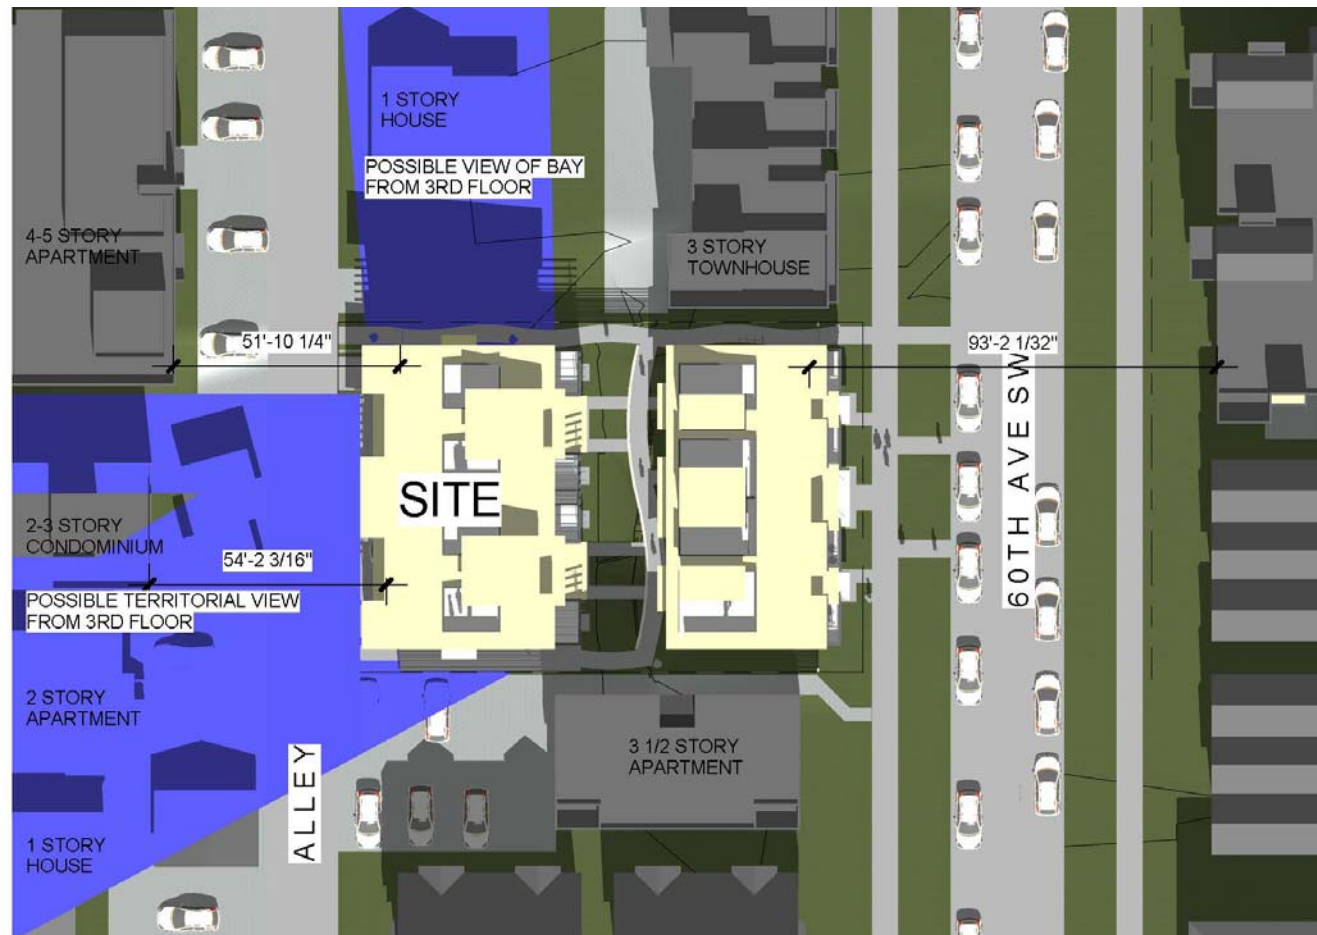 1 STORY
HOUSE
POSSIBLE VIEW OF BAY
FROM 3RD FLOOR
4-5 STORY
APARTMENT
3 STORY
TOWNHOUSE
51'-10 1/4"
93'-2 1/32"
60TH AVE SW
SITE
2-3 STORY
CONDOMINIUM
54'-2 3/16"
POSSIBLE TERRITORIAL VIEW
FROM 3RD FLOOR
2 STORY
APARTMENT
ALLEY
3 1/2 STORY
APARTMENT
1 STORY
HOUSE